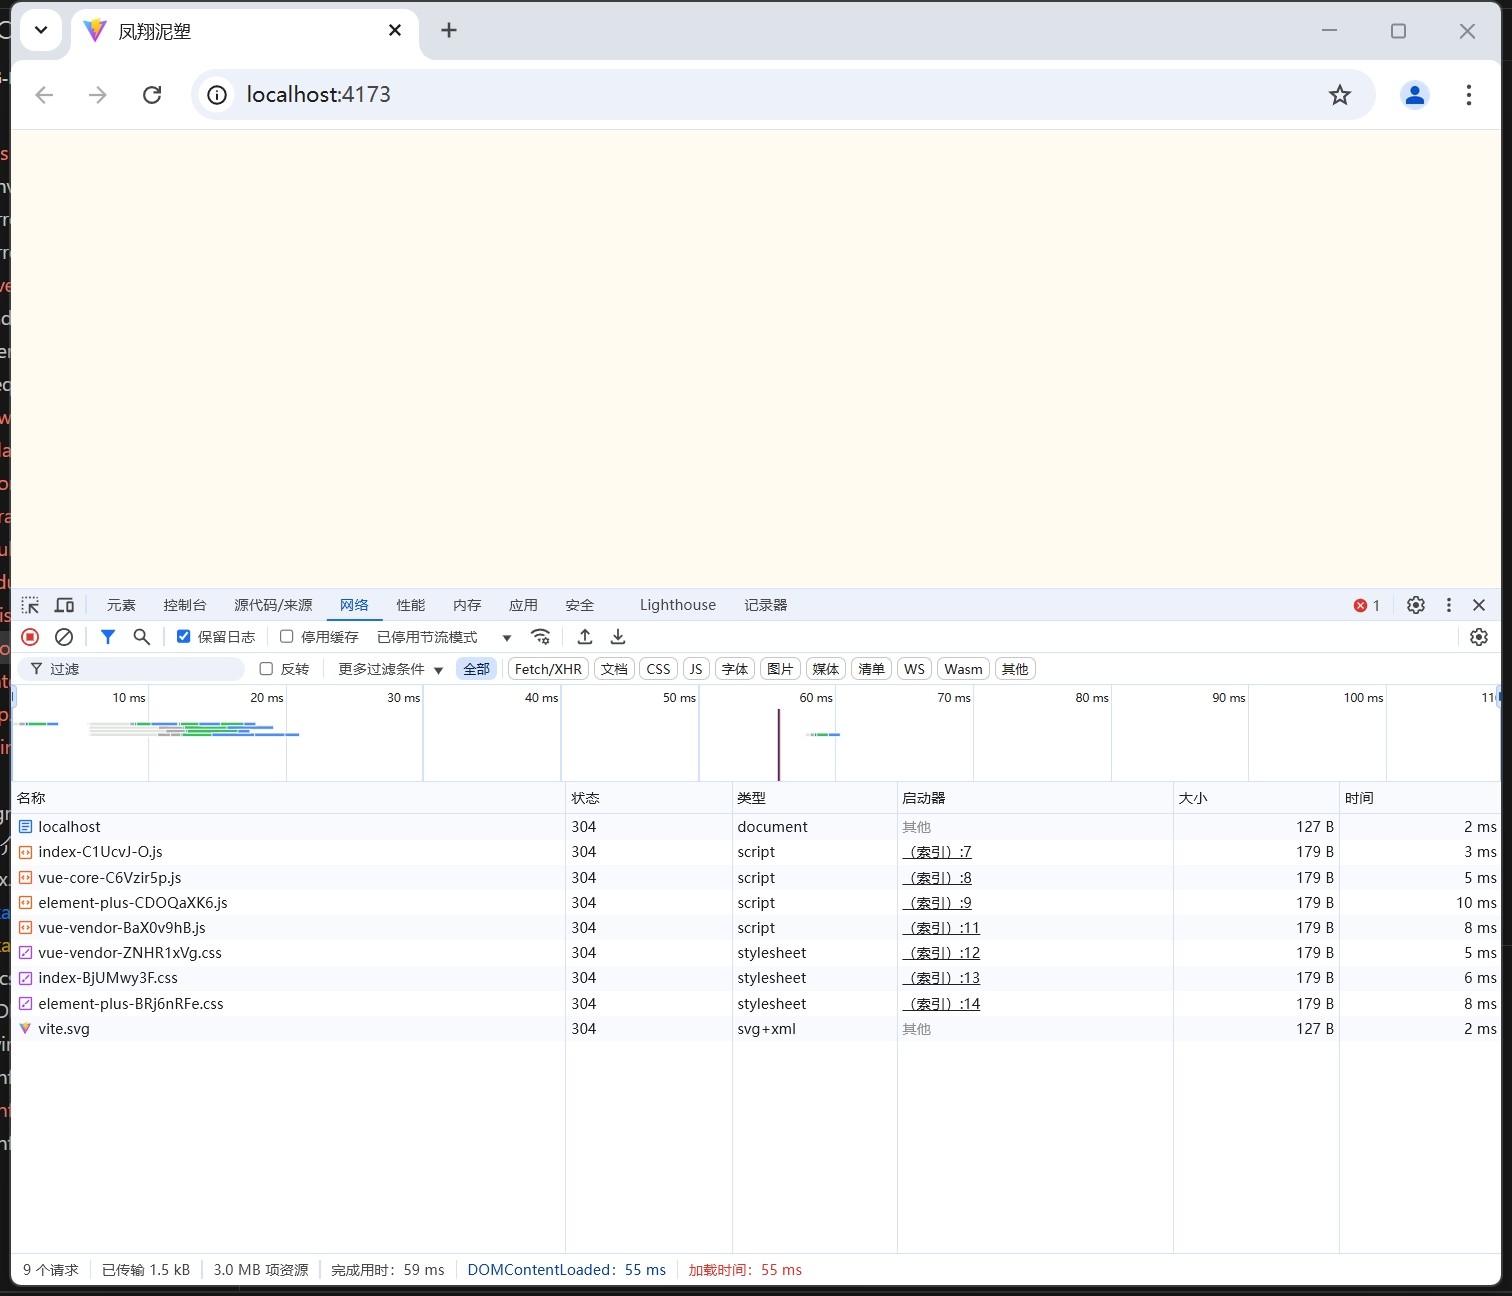 凤翔泥塑
localhost:4173
元素 控制台 源代码/来源 网络 性能 内存 应用 安全 Lighthouse 记录器 1
保留日志 停用缓存 已停用节流模式
过滤 反转 更多过滤条件 全部 Fetch/XHR 文档 CSS JS 字体 图片 媒体 清单 WS Wasm 其他
10 ms 20 ms 30 ms 40 ms 50 ms 60 ms 70 ms 80 ms 90 ms 100 ms
名称 状态 类型 启动器 大小 时间
localhost 304 document 其他 127 B 2 ms
index-C1UcvJ-O.js 304 script （索引）:7 179 B 3 ms
vue-core-C6Vzir5p.js 304 script （索引）:8 179 B 5 ms
element-plus-CDOQaXK6.js 304 script （索引）:9 179 B 10 ms
vue-vendor-BaX0v9hB.js 304 script （索引）:11 179 B 8 ms
vue-vendor-ZNHR1xVg.css 304 stylesheet （索引）:12 179 B 5 ms
index-BjUMwy3F.css 304 stylesheet （索引）:13 179 B 6 ms
element-plus-BRj6nRFe.css 304 stylesheet （索引）:14 179 B 8 ms
vite.svg 304 svg+xml 其他 127 B 2 ms
9 个请求 已传输 1.5 kB 3.0 MB 项资源 完成用时：59 ms DOMContentLoaded：55 ms 加载时间：55 ms